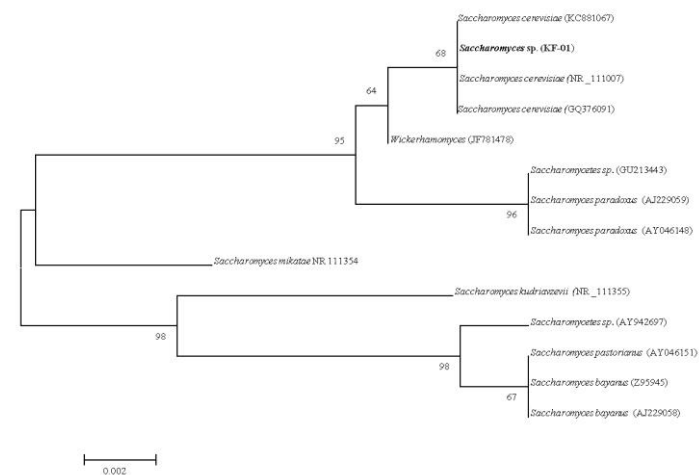 Saccharomyces cerevisiae (KC881067)
Saccharomyces sp. (KF-01)
68
Saccharomyces cerevisiae (NR_111007)
64
Saccharomyces cerevisiae (GQ376091)
95
Wickerhamomyces (JF781478)
Saccharomycetes sp. (GU213443)
Saccharomyces paradoxus (AJ229059)
96
Saccharomyces paradoxus (AY046148)
Saccharomyces mikatae NR 111354
Saccharomyces kudriavzevii (NR_111355)
Saccharomycetes sp. (AY942697)
98
Saccharomyces pastorianus (AY046151)
98
Saccharomyces bayanus (Z95945)
67
Saccharomyces bayanus (AJ229058)
0.002